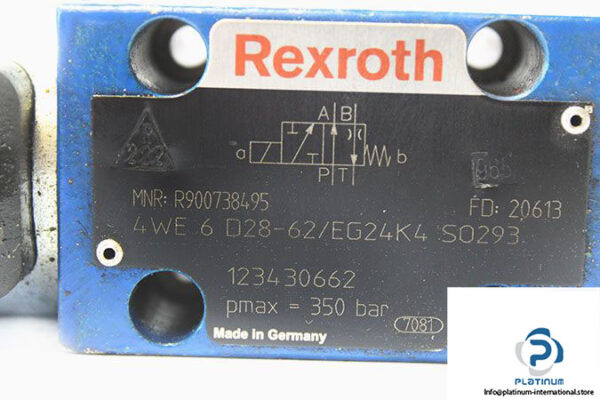 Rexroth
A B
a b
P T
MNR: R900738495
FD: 20613
4WE 6 D28-62/EG24K4 SO293
123430662
pmax = 350 bar
7081
Made in Germany
PLATINUM
Info@platinum-international.store